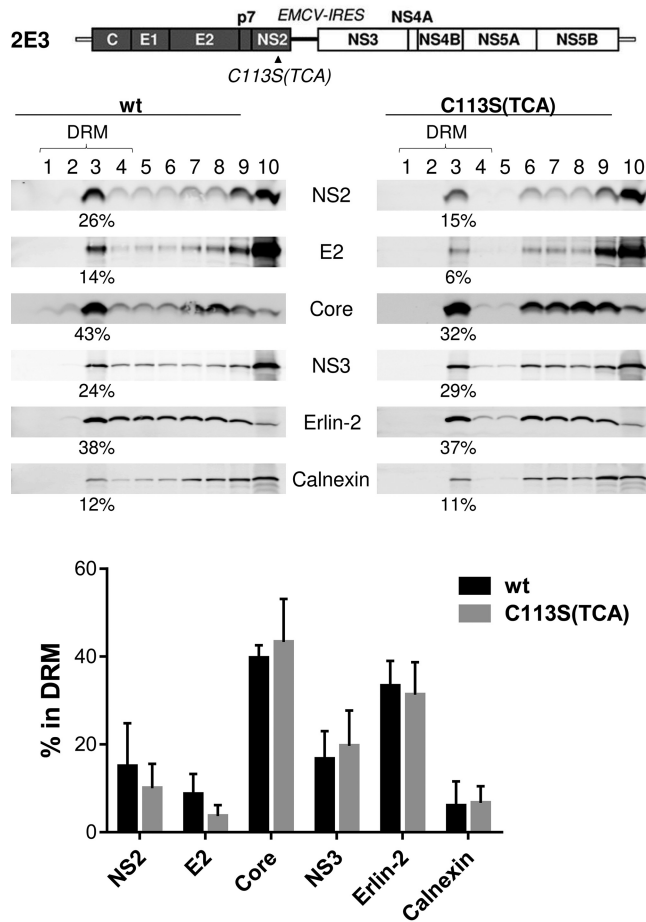 p7 EMCV-IRES NS4A
2E3 C E1 E2 NS2 NS3 NS4B NS5A NS5B
C113S(TCA)
wt C113S(TCA)
DRM DRM
1 2 3 4 5 6 7 8 9 10 1 2 3 4 5 6 7 8 9 10
NS2
26% 15%
E2
14% 6%
Core
43% 32%
NS3
24% 29%
Erlin-2
38% 37%
Calnexin
12% 11%
60
40
20
0
% in DRM
wt
C113S(TCA)
NS2 E2 Core NS3 Erlin-2 Calnexin